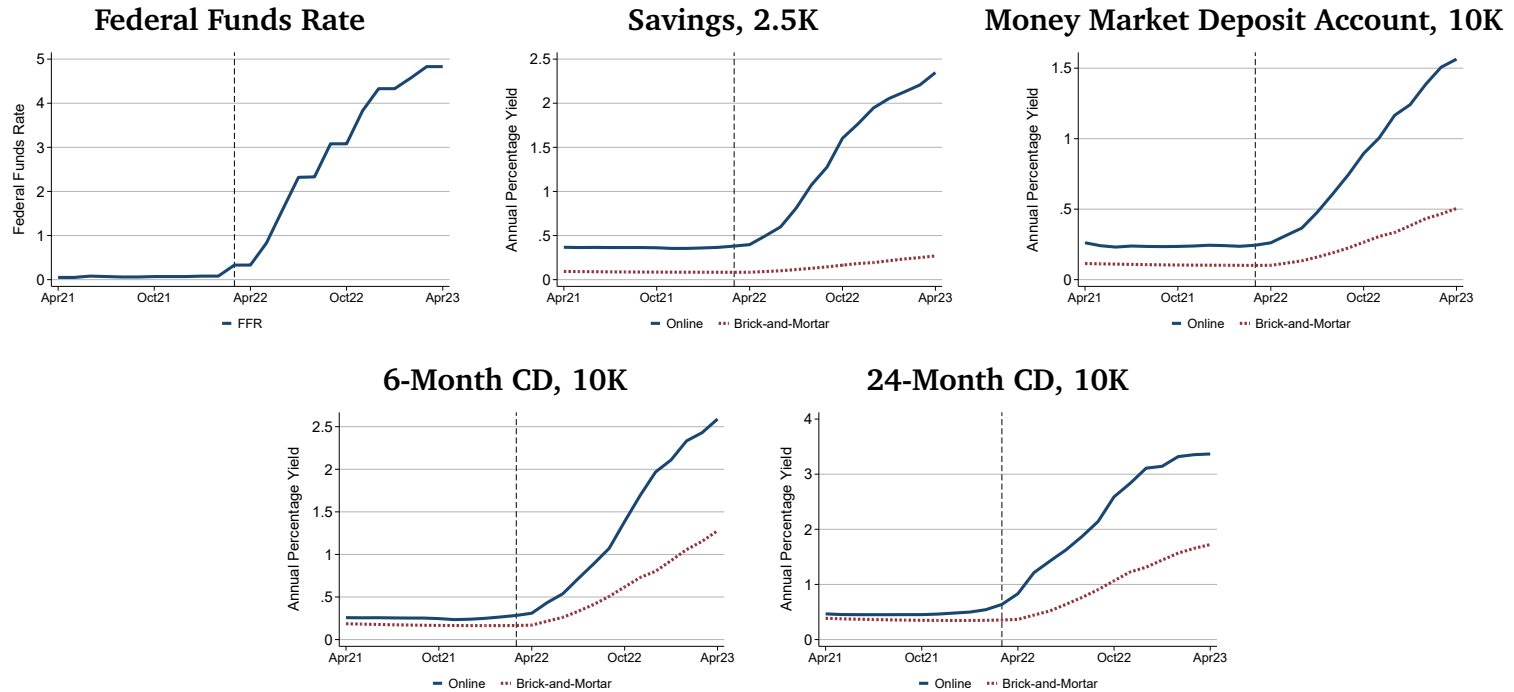 Federal Funds Rate
Federal Funds Rate
5
4
3
2
1
0
Apr21 Oct21 Apr22 Oct22 Apr23
FFR
Savings, 2.5K
Annual Percentage Yield
2.5
2
1.5
1
.5
0
Apr21 Oct21 Apr22 Oct22 Apr23
Online Brick-and-Mortar
Money Market Deposit Account, 10K
Annual Percentage Yield
1.5
1
.5
0
Apr21 Oct21 Apr22 Oct22 Apr23
Online Brick-and-Mortar
6-Month CD, 10K
Annual Percentage Yield
2.5
2
1.5
1
.5
0
Apr21 Oct21 Apr22 Oct22 Apr23
Online Brick-and-Mortar
24-Month CD, 10K
Annual Percentage Yield
4
3
2
1
0
Apr21 Oct21 Apr22 Oct22 Apr23
Online Brick-and-Mortar